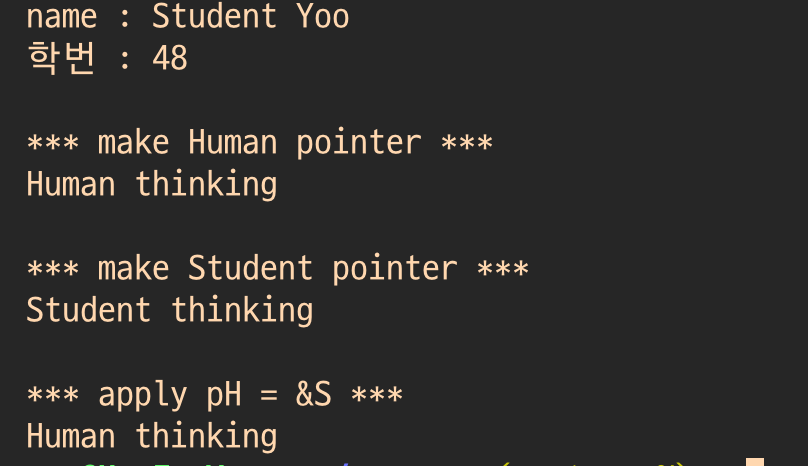 name : Student Yoo
학번 : 48
*** make Human pointer ***
Human thinking
*** make Student pointer ***
Student thinking
*** apply pH = &S ***
Human thinking